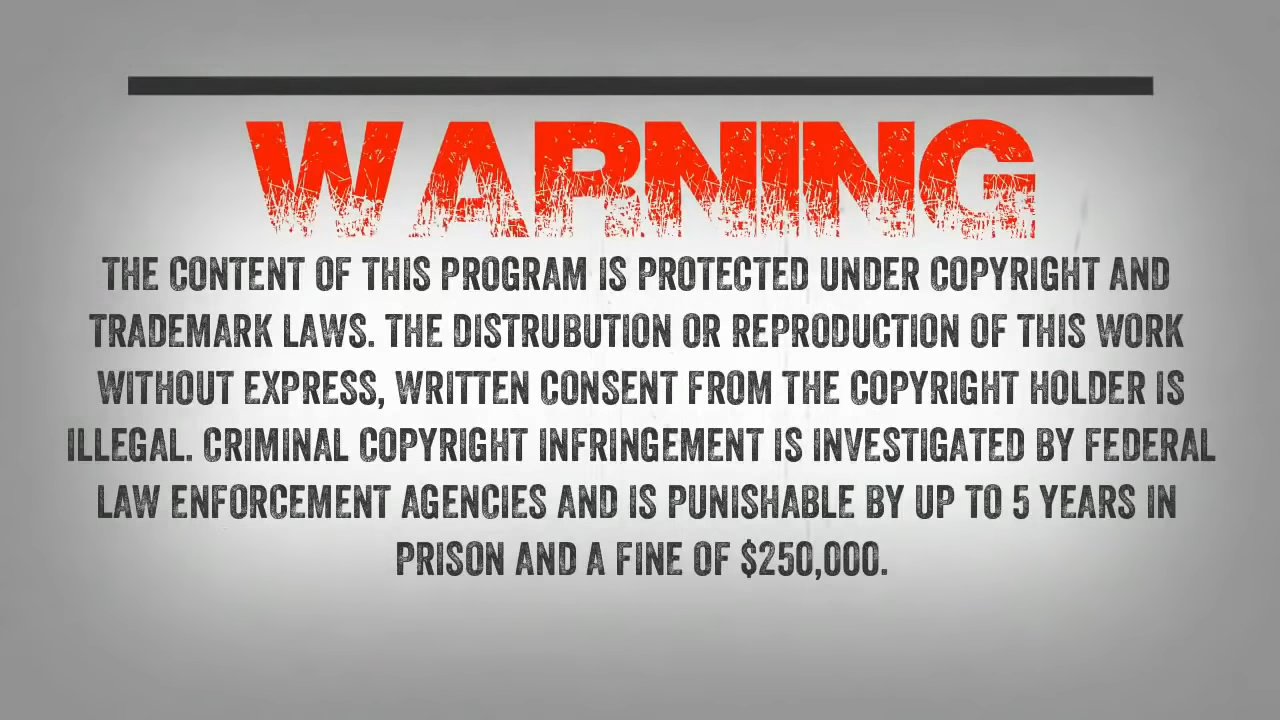 WARNING
THE CONTENT OF THIS PROGRAM IS PROTECTED UNDER COPYRIGHT AND
TRADEMARK LAWS. THE DISTRUBUTION OR REPRODUCTION OF THIS WORK
WITHOUT EXPRESS, WRITTEN CONSENT FROM THE COPYRIGHT HOLDER IS
ILLEGAL. CRIMINAL COPYRIGHT INFRINGEMENT IS INVESTIGATED BY FEDERAL
LAW ENFORCEMENT AGENCIES AND IS PUNISHABLE BY UP TO 5 YEARS IN
PRISON AND A FINE OF $250,000.